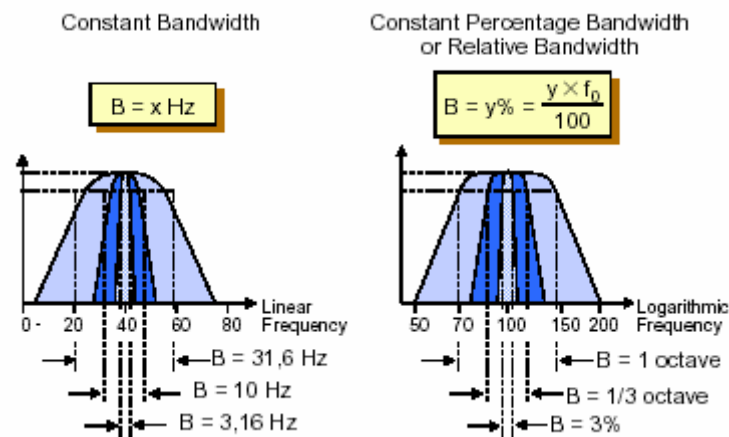 Constant Bandwidth
Constant Percentage Bandwidth
or Relative Bandwidth
B = x Hz
B = y% = y × f₀
100
0 - 20 40 60 80
Linear
Frequency
50 70 100 150 200
Logarithmic
Frequency
B = 31,6 Hz
B = 10 Hz
B = 3,16 Hz
B = 1 octave
B = 1/3 octave
B = 3%